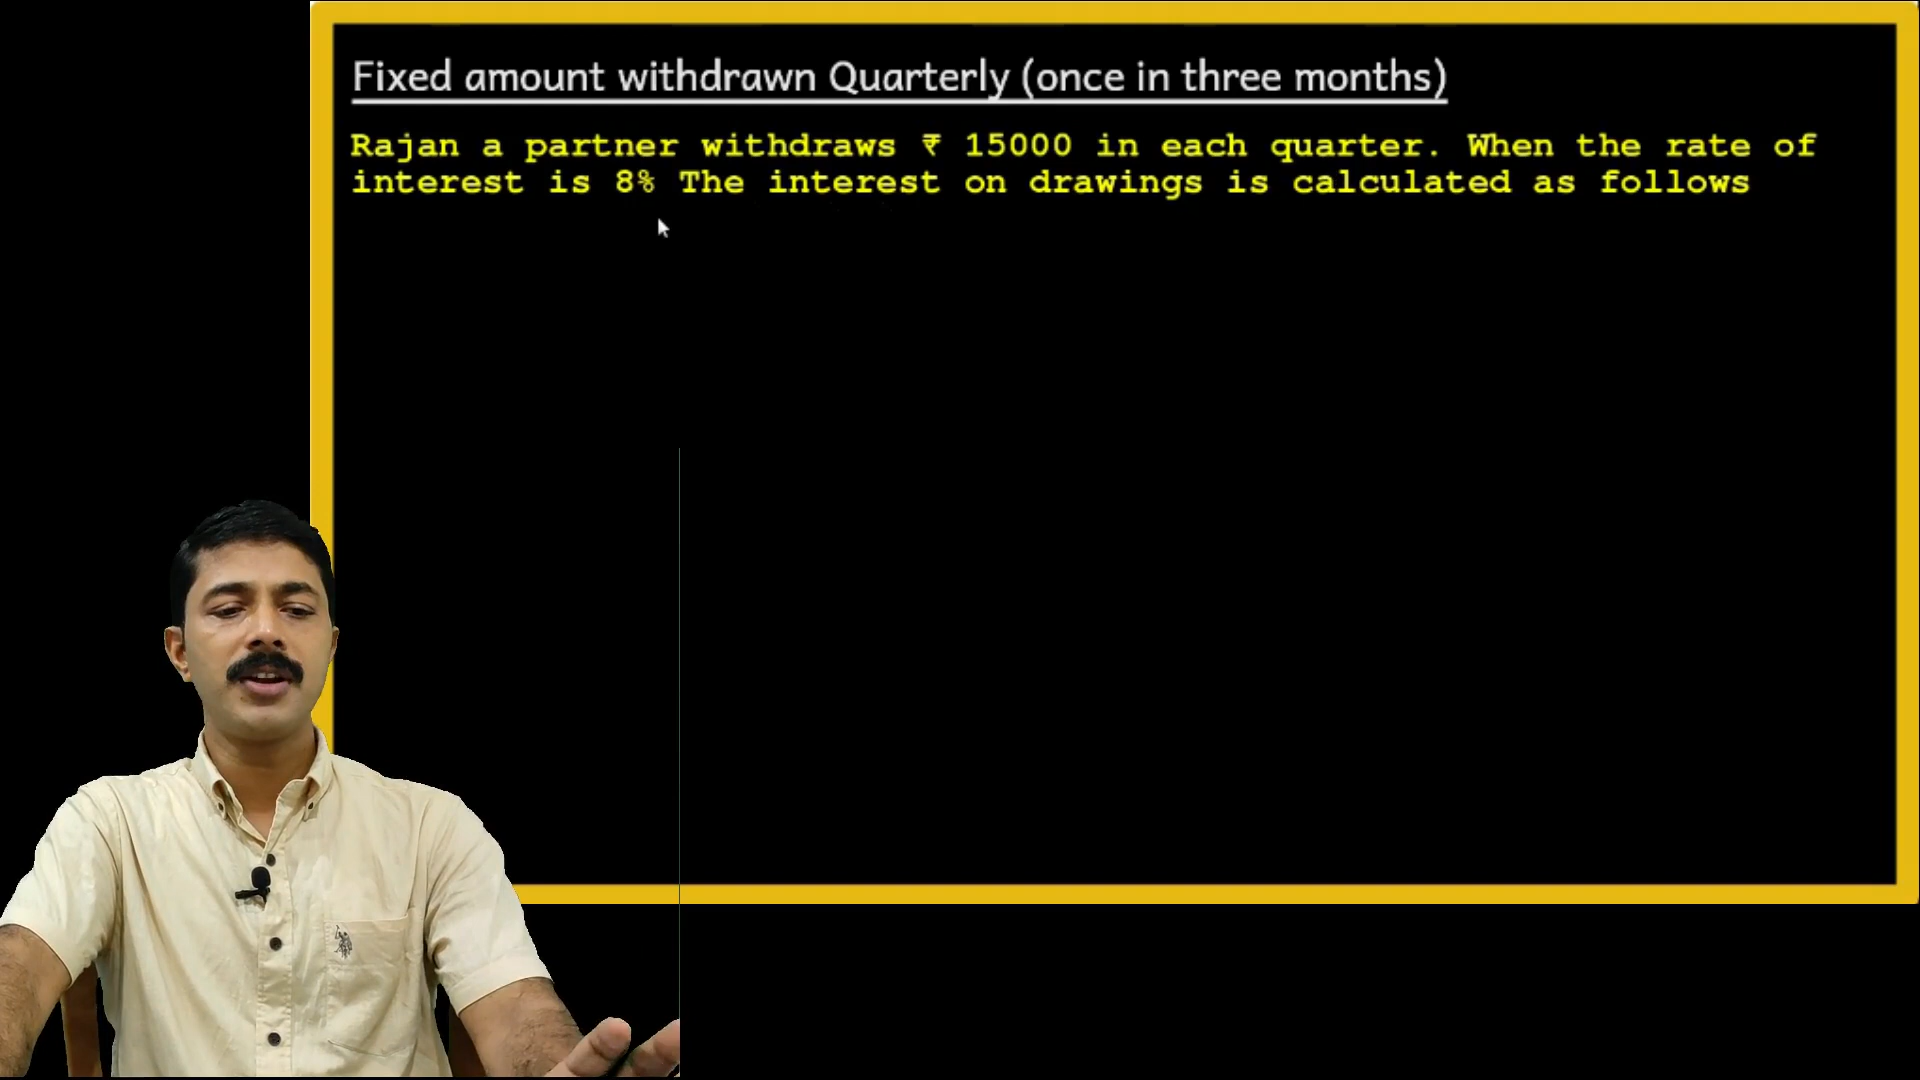 Fixed amount withdrawn Quarterly (once in three months)
Rajan a partner withdraws ₹ 15000 in each quarter. When the rate of
interest is 8% The interest on drawings is calculated as follows